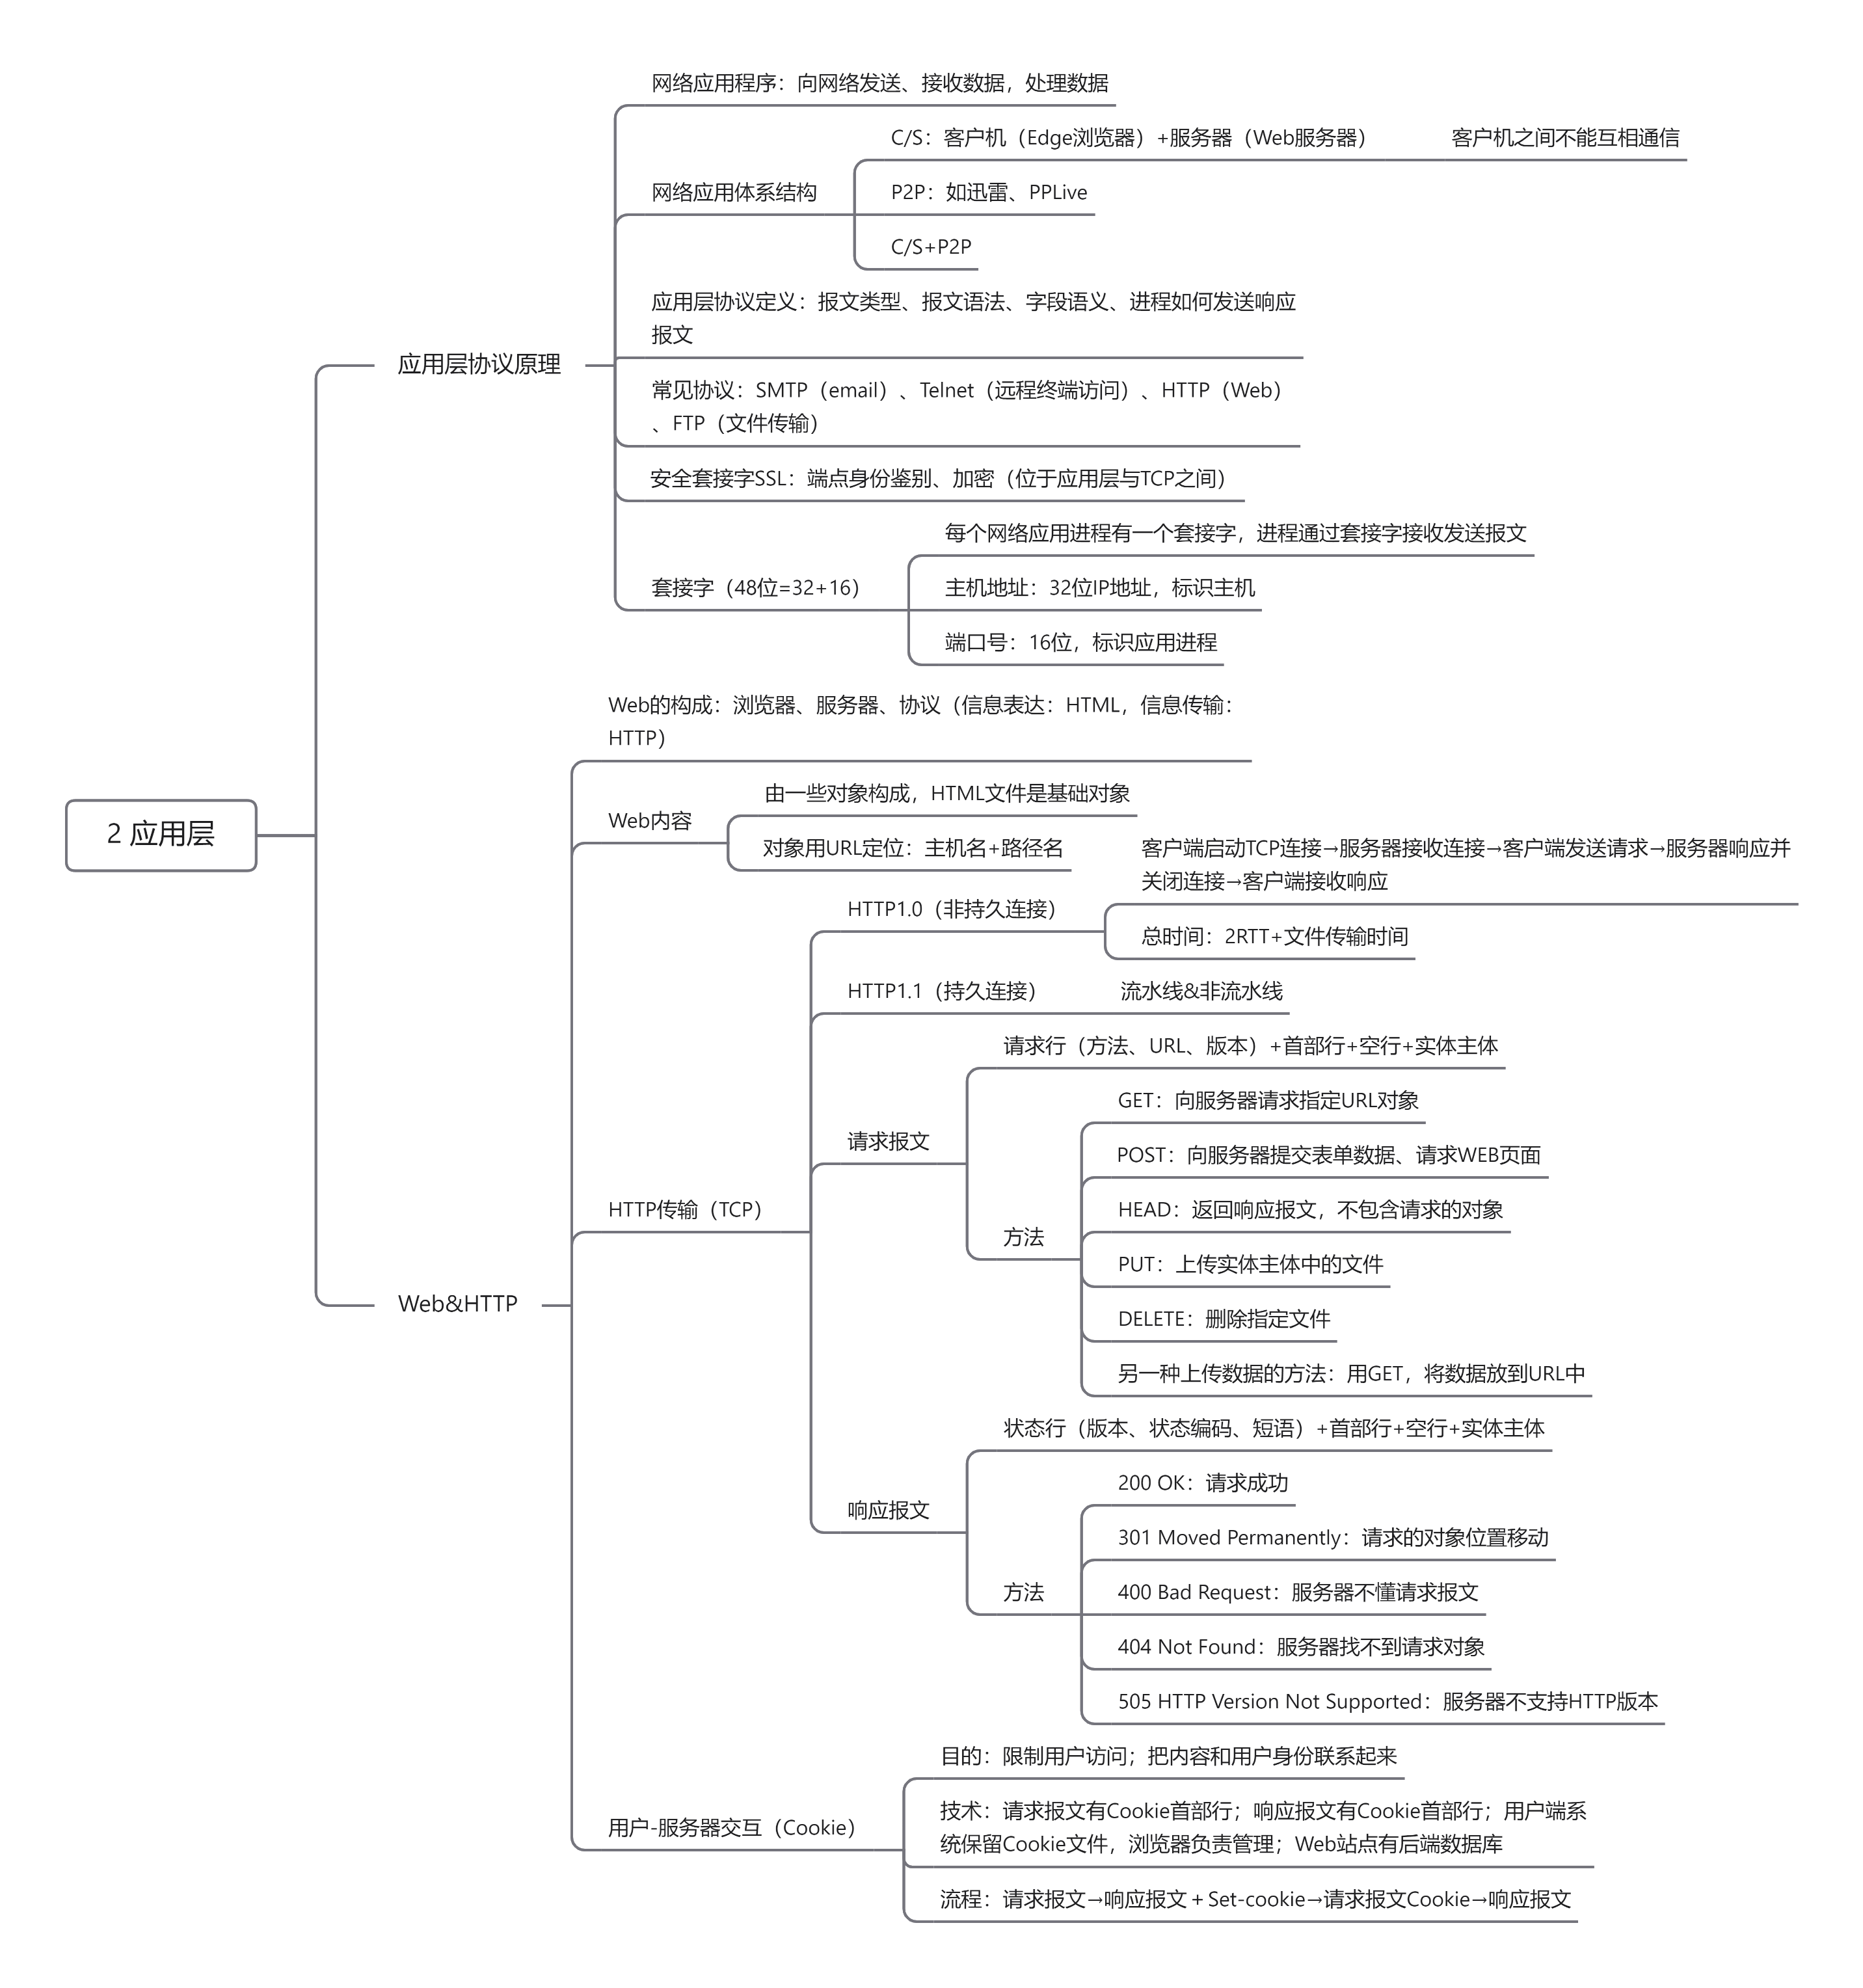 网络应用程序：向网络发送、接收数据，处理数据
C/S：客户机（Edge浏览器）+服务器（Web服务器）
客户机之间不能互相通信
网络应用体系结构
P2P：如迅雷、PPLive
C/S+P2P
应用层协议定义：报文类型、报文语法、字段语义、进程如何发送响应
报文
应用层协议原理
常见协议：SMTP（email）、Telnet（远程终端访问）、HTTP（Web）
、FTP（文件传输）
安全套接字SSL：端点身份鉴别、加密（位于应用层与TCP之间）
每个网络应用进程有一个套接字，进程通过套接字接收发送报文
套接字（48位=32+16）
主机地址：32位IP地址，标识主机
端口号：16位，标识应用进程
2 应用层
Web的构成：浏览器、服务器、协议（信息表达：HTML，信息传输：
HTTP）
由一些对象构成，HTML文件是基础对象
Web内容
对象用URL定位：主机名+路径名
客户端启动TCP连接→服务器接收连接→客户端发送请求→服务器响应并
关闭连接→客户端接收响应
HTTP1.0（非持久连接）
总时间：2RTT+文件传输时间
HTTP1.1（持久连接）
流水线&非流水线
请求行（方法、URL、版本）+首部行+空行+实体主体
GET：向服务器请求指定URL对象
请求报文
POST：向服务器提交表单数据、请求WEB页面
HTTP传输（TCP）
HEAD：返回响应报文，不包含请求的对象
方法
PUT：上传实体主体中的文件
Web&HTTP
DELETE：删除指定文件
另一种上传数据的方法：用GET，将数据放到URL中
状态行（版本、状态编码、短语）+首部行+空行+实体主体
200 OK：请求成功
响应报文
301 Moved Permanently：请求的对象位置移动
方法
400 Bad Request：服务器不懂请求报文
404 Not Found：服务器找不到请求对象
505 HTTP Version Not Supported：服务器不支持HTTP版本
目的：限制用户访问；把内容和用户身份联系起来
用户-服务器交互（Cookie）
技术：请求报文有Cookie首部行；响应报文有Cookie首部行；用户端系
统保留Cookie文件，浏览器负责管理；Web站点有后端数据库
流程：请求报文→响应报文 + Set-cookie→请求报文Cookie→响应报文